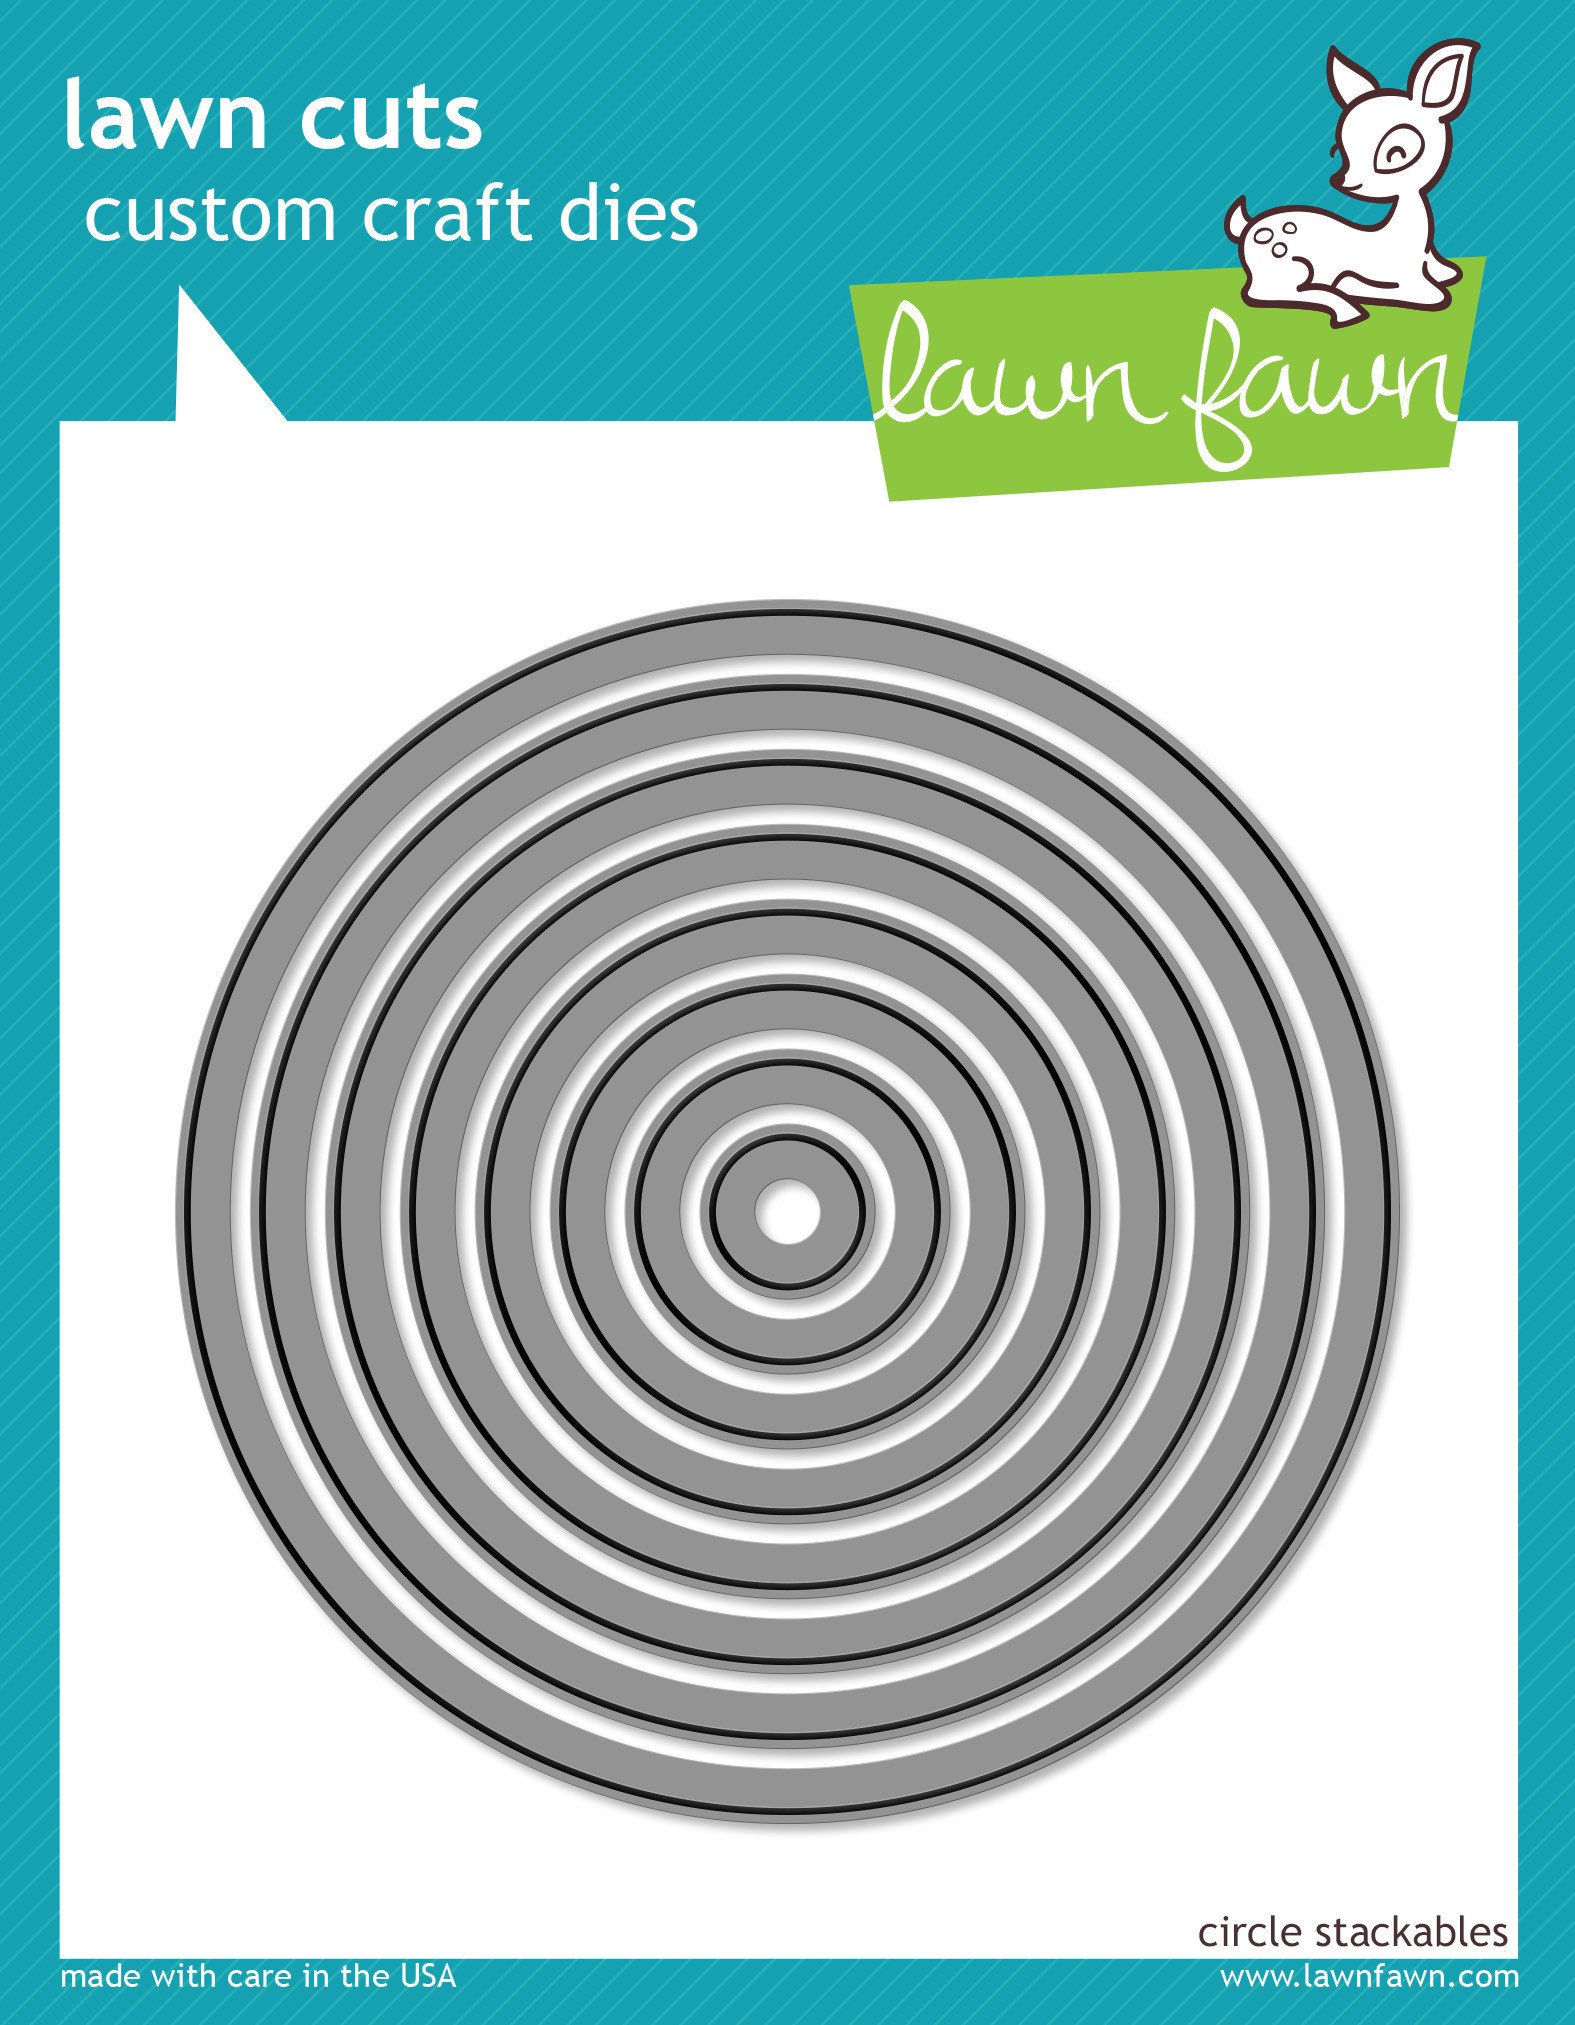 lawn cuts
custom craft dies
lawn fawn
circle stackables
made with care in the USA
www.lawnfawn.com